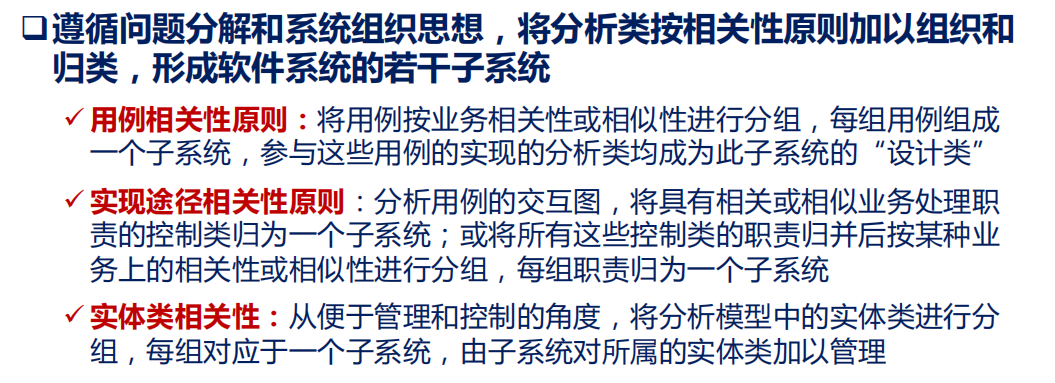 ❑遵循问题分解和系统组织思想，将分析类按相关性原则加以组织和
归类，形成软件系统的若干子系统
✓用例相关性原则：将用例按业务相关性或相似性进行分组，每组用例组成
一个子系统，参与这些用例的实现的分析类均成为此子系统的“设计类”
✓实现途径相关性原则：分析用例的交互图，将具有相关或相似业务处理职
责的控制类归为一个子系统；或将所有这些控制类的职责归并后按某种业
务上的相关性或相似性进行分组，每组职责归为一个子系统
✓实体类相关性：从便于管理和控制的角度，将分析模型中的实体类进行分
组，每组对应于一个子系统，由子系统对所属的实体类加以管理